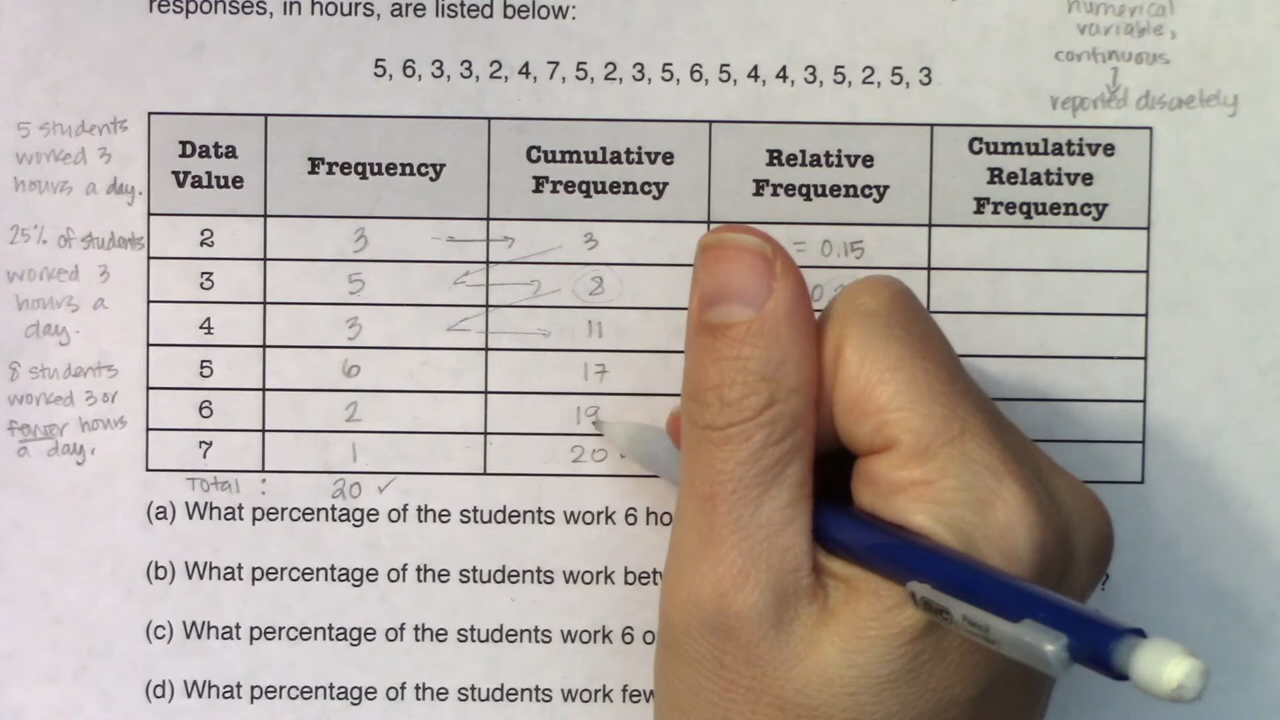 responses, in hours, are listed below:
numerical
variable,
continuous
reported discretely
5, 6, 3, 3, 2, 4, 7, 5, 2, 3, 5, 6, 5, 4, 4, 3, 5, 2, 5, 3
5 students
worked 3
hours a day.
25% of students
worked 3
hours a
day.
8 students
worked 3 or
fewer hours
a day.
Data Value Frequency Cumulative Frequency Relative Frequency Cumulative Relative Frequency
2 3 → 3 = 0.15
3 5 8 0.
4 3 11
5 6 17
6 2 19
7 1 20
Total : 20 ✓
(a) What percentage of the students work 6 ho
(b) What percentage of the students work bet
?
(c) What percentage of the students work 6 o
(d) What percentage of the students work few
BIC